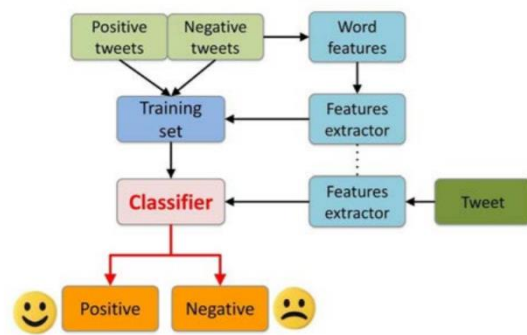 Positive
tweets
Negative
tweets
Word
features
Training
set
Features
extractor
Classifier
Features
extractor
Tweet
Positive
Negative